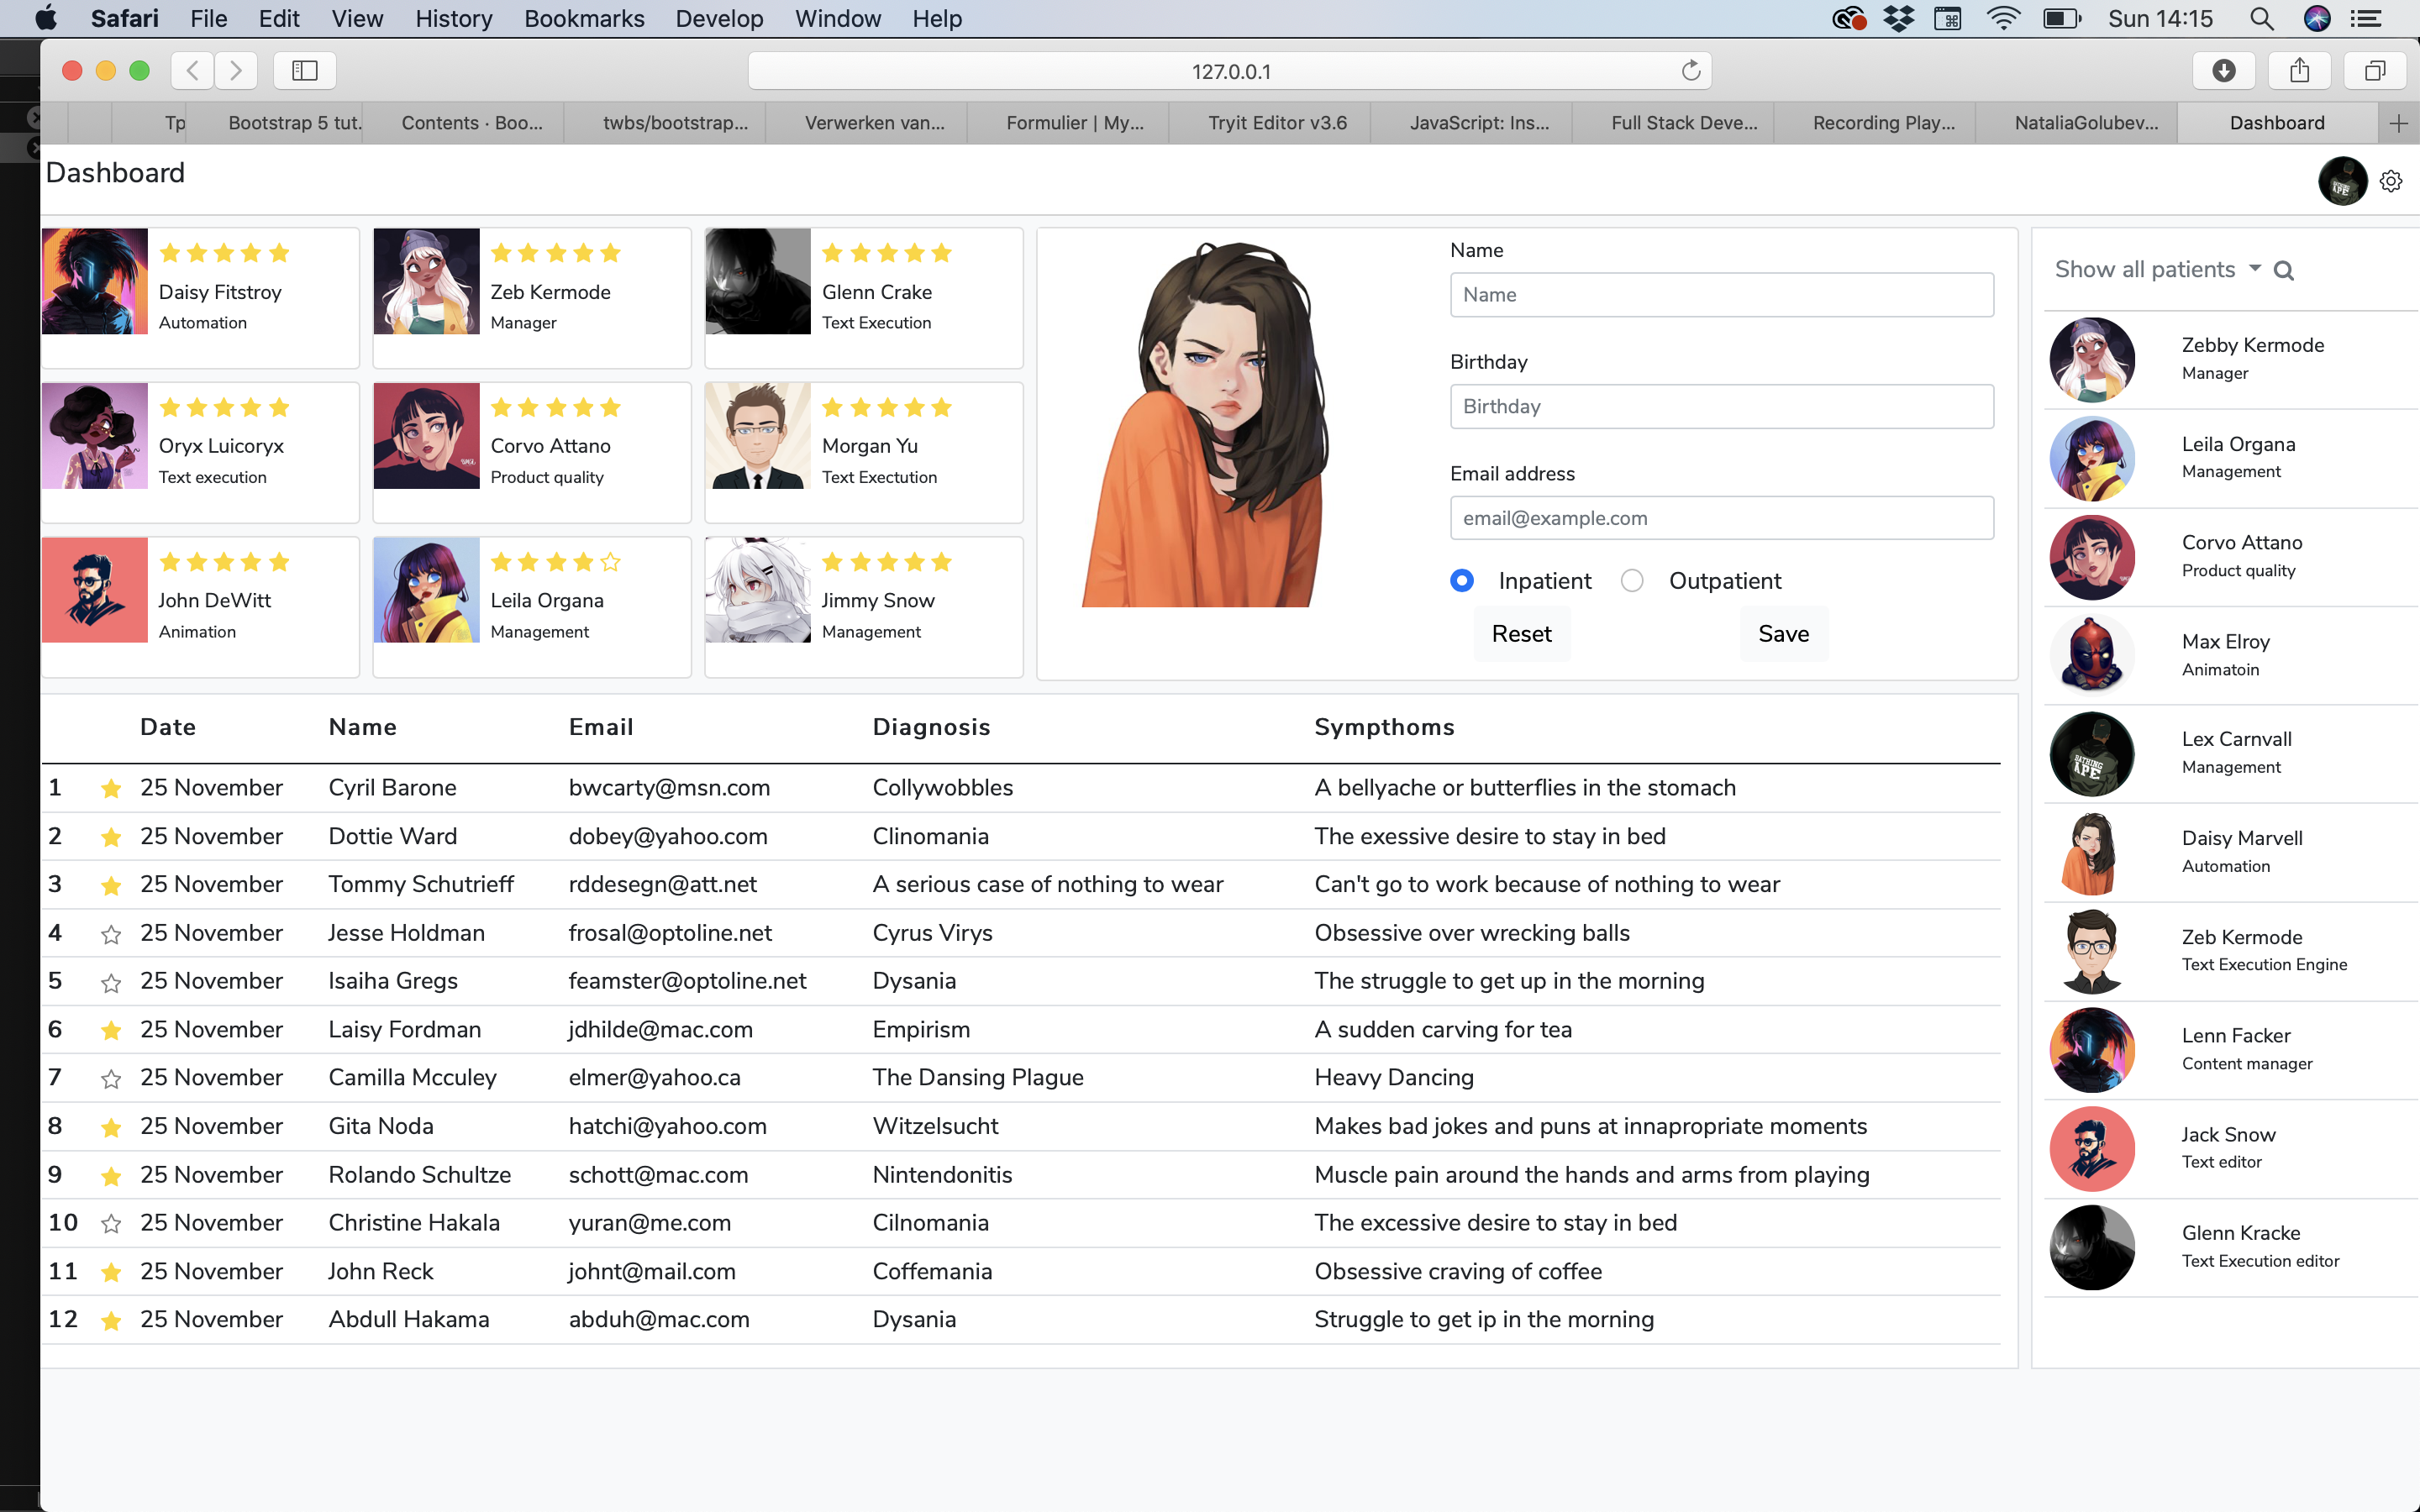 Safari File Edit View History Bookmarks Develop Window Help Sun 14:15
127.0.0.1
Tp Bootstrap 5 tut. Contents · Boo... twbs/bootstrap... Verwerken van... Formulier | My... Tryit Editor v3.6 JavaScript: Ins... Full Stack Deve... Recording Play... NataliaGolubev... Dashboard
Dashboard
Daisy Fitstroy
Automation
Zeb Kermode
Manager
Glenn Crake
Text Execution
Oryx Luicoryx
Text execution
Corvo Attano
Product quality
Morgan Yu
Text Exectution
John DeWitt
Animation
Leila Organa
Management
Jimmy Snow
Management
Name
Name
Birthday
Birthday
Email address
email@example.com
Inpatient Outpatient
Reset Save
Date Name Email Diagnosis Sympthoms
1 25 November Cyril Barone bwcarty@msn.com Collywobbles A bellyache or butterflies in the stomach
2 25 November Dottie Ward dobey@yahoo.com Clinomania The exessive desire to stay in bed
3 25 November Tommy Schutrieff rddesegn@att.net A serious case of nothing to wear Can't go to work because of nothing to wear
4 25 November Jesse Holdman frosal@optoline.net Cyrus Virys Obsessive over wrecking balls
5 25 November Isaiha Gregs feamster@optoline.net Dysania The struggle to get up in the morning
6 25 November Laisy Fordman jdhilde@mac.com Empirism A sudden carving for tea
7 25 November Camilla Mcculey elmer@yahoo.ca The Dansing Plague Heavy Dancing
8 25 November Gita Noda hatchi@yahoo.com Witzelsucht Makes bad jokes and puns at innapropriate moments
9 25 November Rolando Schultze schott@mac.com Nintendonitis Muscle pain around the hands and arms from playing
10 25 November Christine Hakala yuran@me.com Cilnomania The excessive desire to stay in bed
11 25 November John Reck johnt@mail.com Coffemania Obsessive craving of coffee
12 25 November Abdull Hakama abduh@mac.com Dysania Struggle to get ip in the morning
Show all patients
Zebby Kermode
Manager
Leila Organa
Management
Corvo Attano
Product quality
Max Elroy
Animatoin
BATHING
APE
Lex Carnvall
Management
Daisy Marvell
Automation
Zeb Kermode
Text Execution Engine
Lenn Facker
Content manager
Jack Snow
Text editor
Glenn Kracke
Text Execution editor